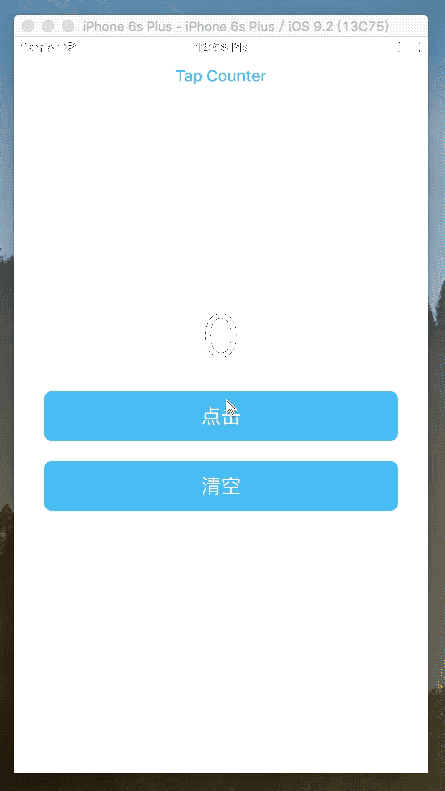 iPhone 6s Plus - iPhone 6s Plus / iOS 9.2 (13C75)
Tap Counter
0
点击
清空